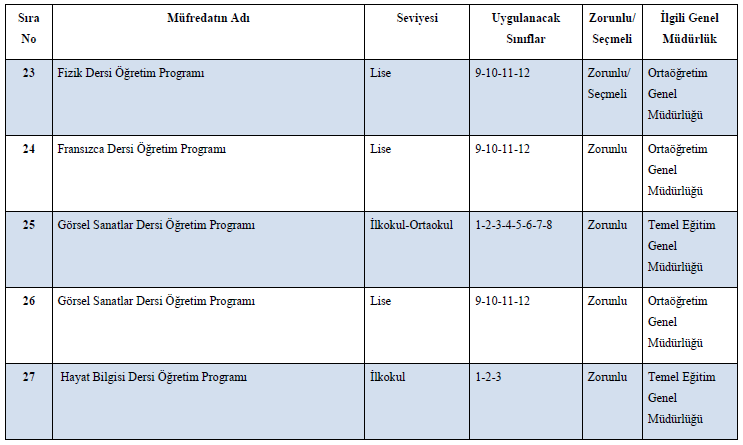 Sıra No | Müfredatın Adı | Seviyesi | Uygulanacak Sınıflar | Zorunlu/ Seçmeli | İlgili Genel Müdürlük
23 | Fizik Dersi Öğretim Programı | Lise | 9-10-11-12 | Zorunlu/ Seçmeli | Ortaöğretim Genel Müdürlüğü
24 | Fransızca Dersi Öğretim Programı | Lise | 9-10-11-12 | Zorunlu | Ortaöğretim Genel Müdürlüğü
25 | Görsel Sanatlar Dersi Öğretim Programı | İlkokul-Ortaokul | 1-2-3-4-5-6-7-8 | Zorunlu | Temel Eğitim Genel Müdürlüğü
26 | Görsel Sanatlar Dersi Öğretim Programı | Lise | 9-10-11-12 | Zorunlu | Ortaöğretim Genel Müdürlüğü
27 | Hayat Bilgisi Dersi Öğretim Programı | İlkokul | 1-2-3 | Zorunlu | Temel Eğitim Genel Müdürlüğü